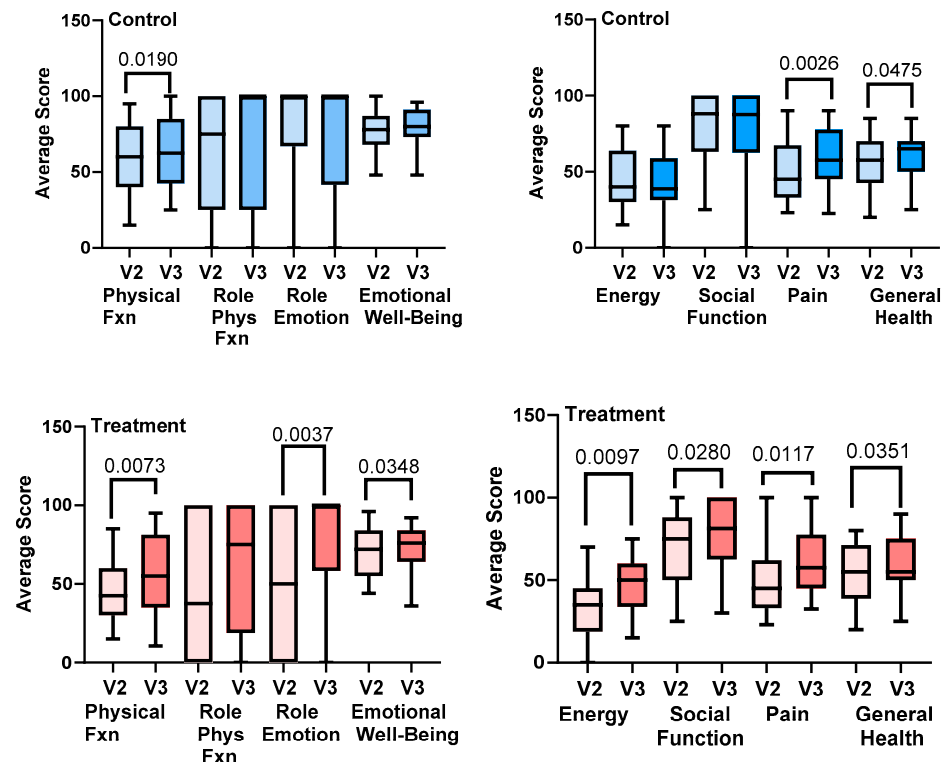 Control
150
100
50
0
Average Score
0.0190
V2 V3 V2 V3 V2 V3 V2 V3
Physical Role Role Emotional
Fxn Phys Emotion Well-Being
Fxn
Control
150
100
50
0
Average Score
0.0026
0.0475
V2 V3 V2 V3 V2 V3 V2 V3
Energy Social Pain General
Function Health
Treatment
150
100
50
0
Average Score
0.0073
0.0037
0.0348
V2 V3 V2 V3 V2 V3 V2 V3
Physical Role Role Emotional
Fxn Phys Emotion Well-Being
Fxn
Treatment
150
100
50
0
Average Score
0.0097
0.0280
0.0117
0.0351
V2 V3 V2 V3 V2 V3 V2 V3
Energy Social Pain General
Function Health